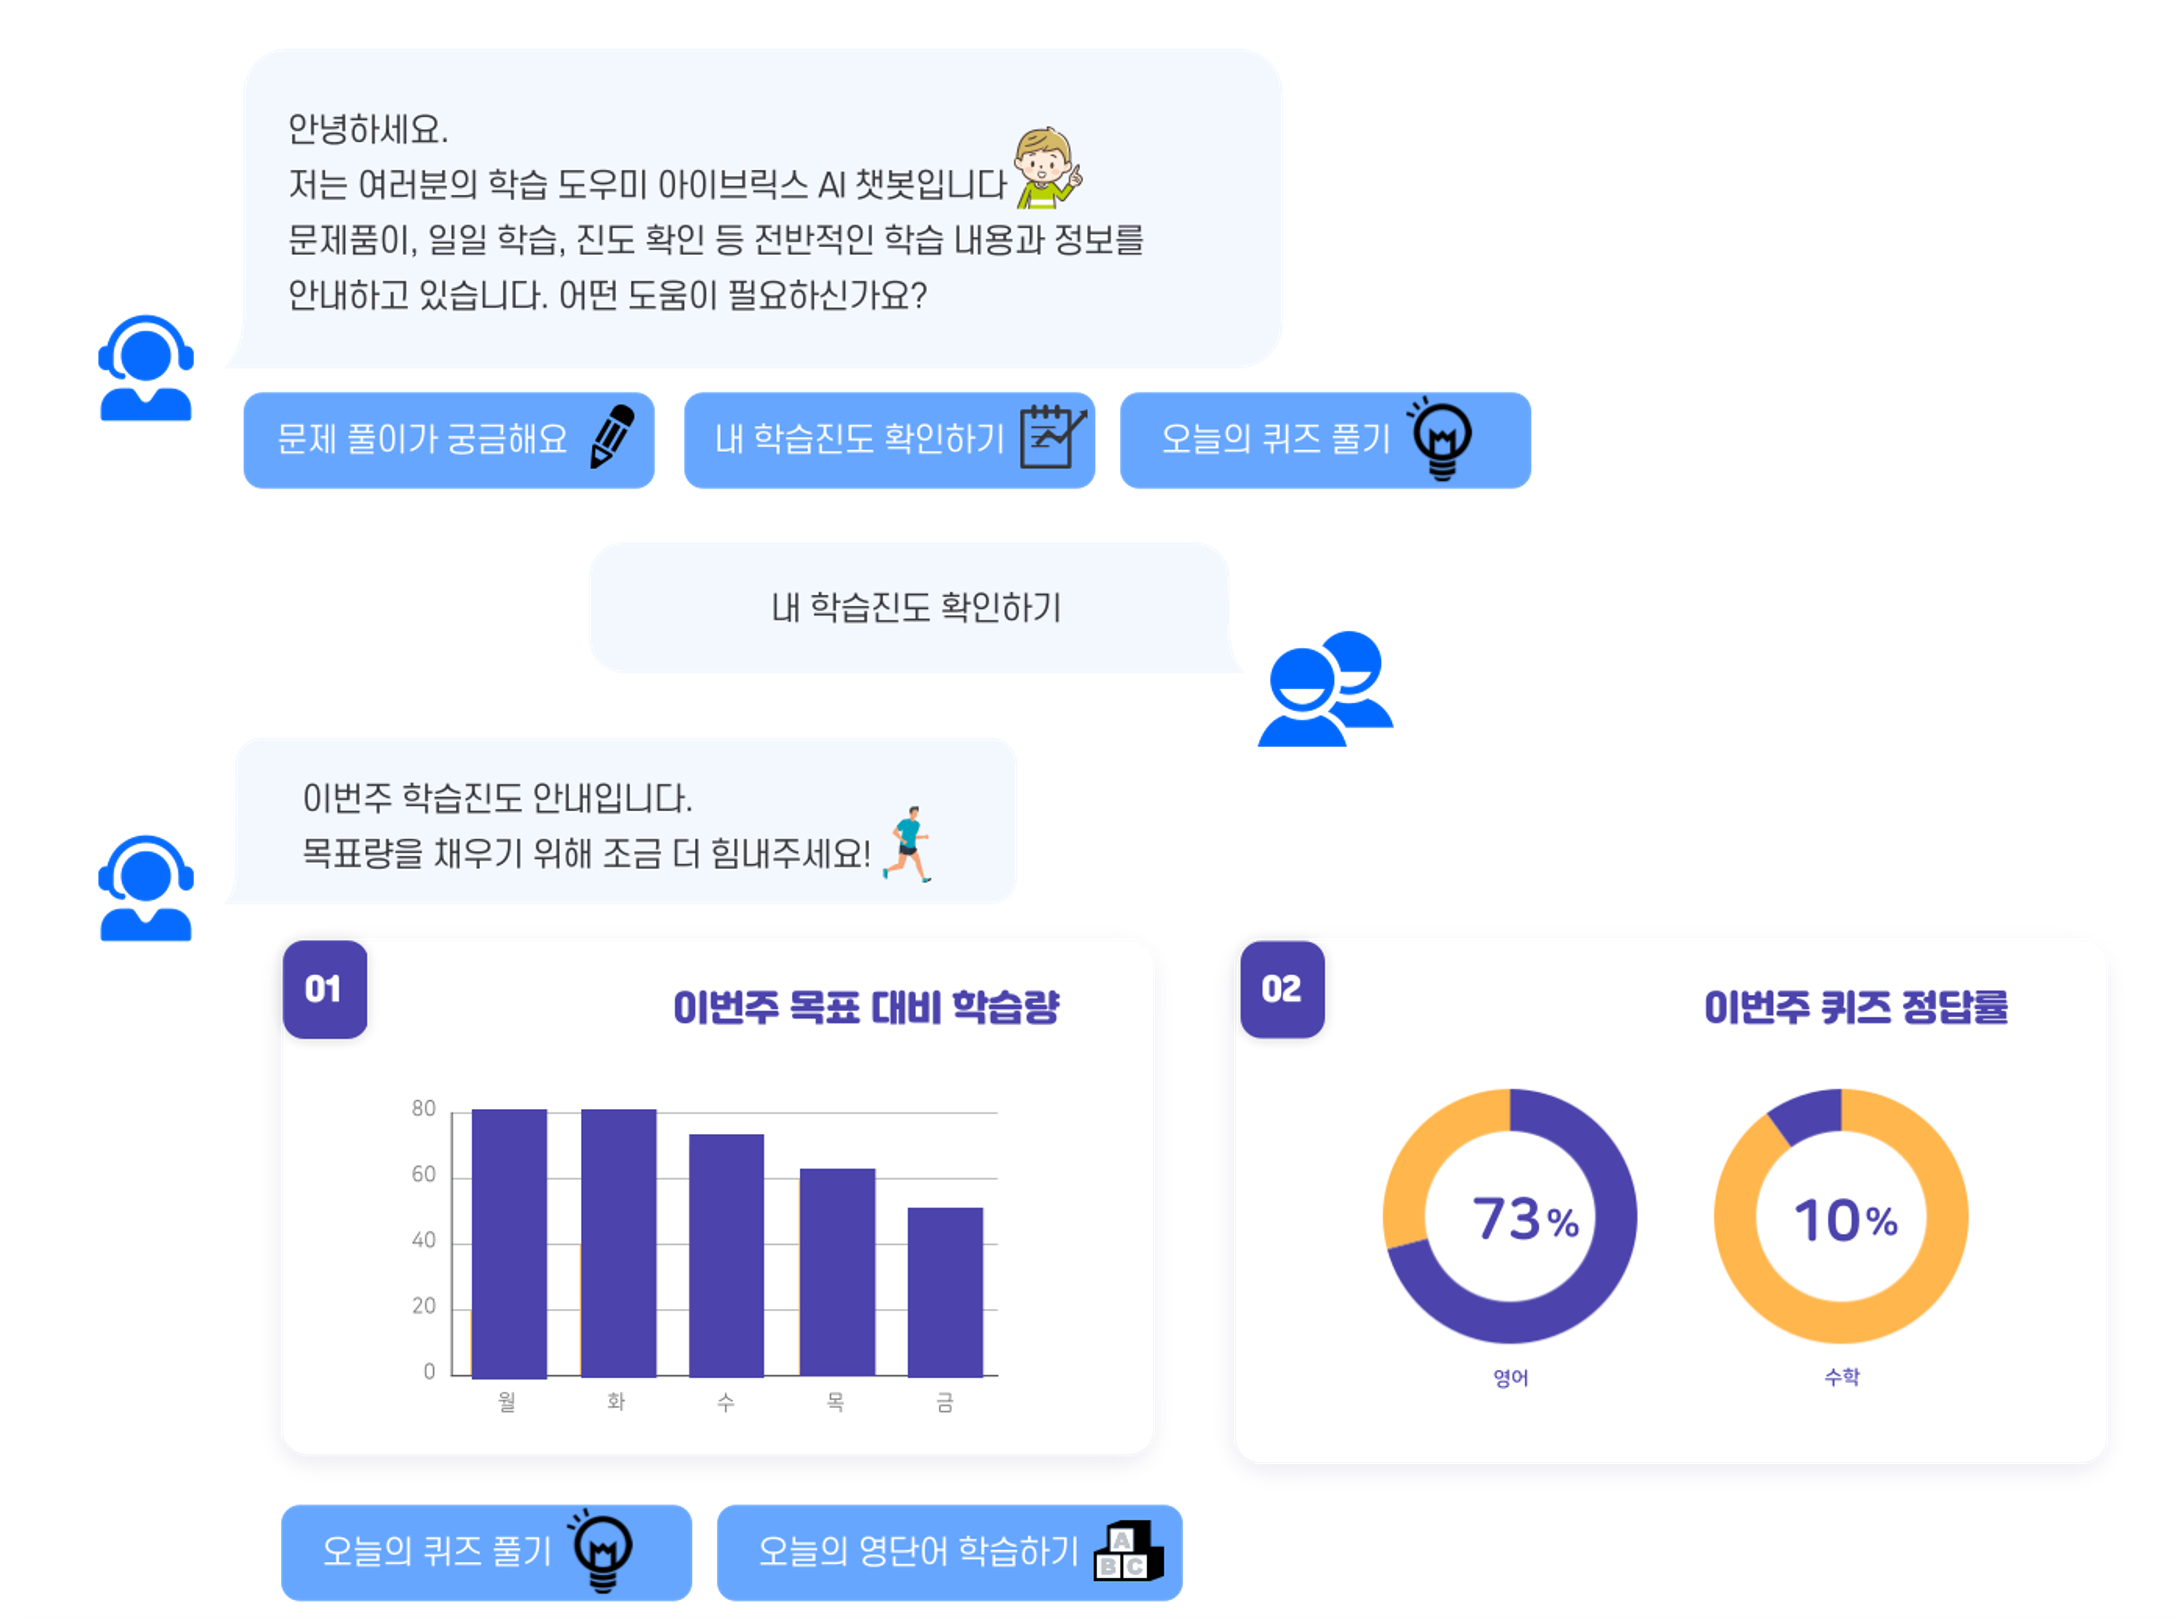 안녕하세요.
저는 여러분의 학습 도우미 아이브릭스 AI 챗봇입니다
문제품이, 일일 학습, 진도 확인 등 전반적인 학습 내용과 정보를
안내하고 있습니다. 어떤 도움이 필요하신가요?
문제 풀이가 궁금해요
내 학습진도 확인하기
오늘의 퀴즈 풀기
내 학습진도 확인하기
이번주 학습진도 안내입니다.
목표량을 채우기 위해 조금 더 힘내주세요!
01
이번주 목표 대비 학습량
80
60
40
20
0
월 화 수 목 금
02
이번주 퀴즈 정답률
73%
영어
10%
수학
오늘의 퀴즈 풀기
오늘의 영단어 학습하기
A
B C